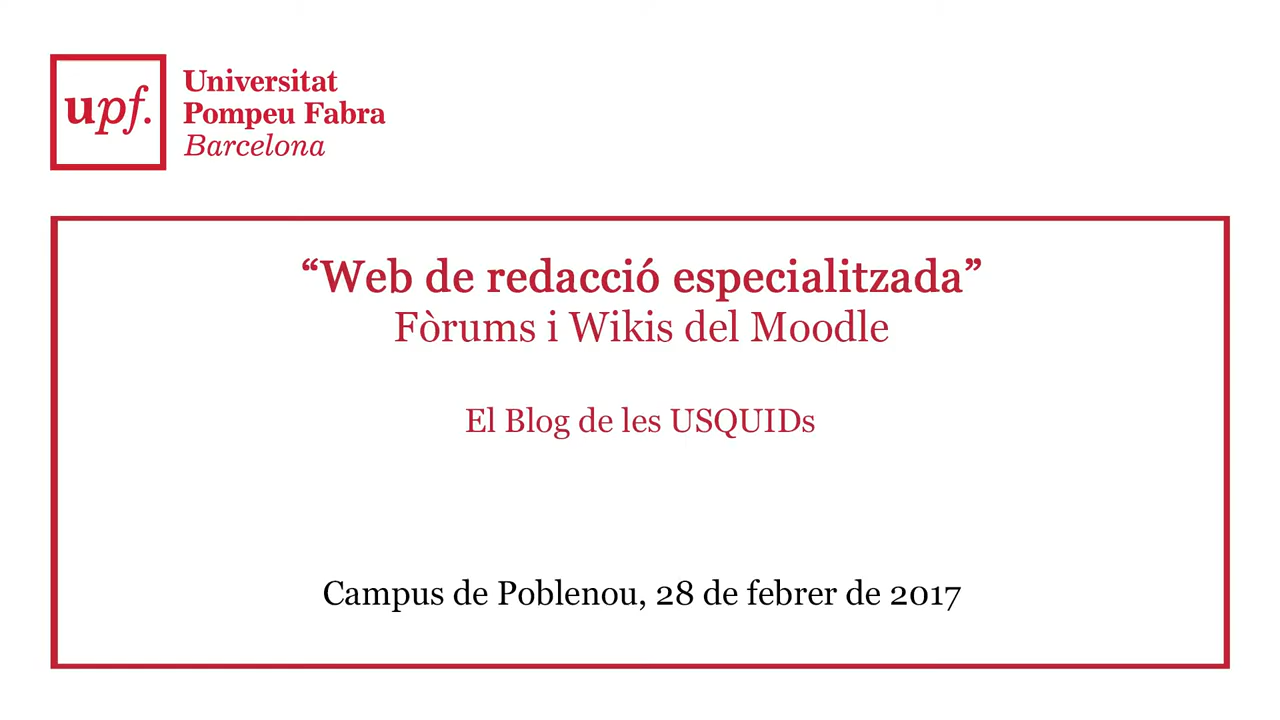 upf.
Universitat
Pompeu Fabra
Barcelona
“Web de redacció especialitzada”
Fòrums i Wikis del Moodle
El Blog de les USQUIDs
Campus de Poblenou, 28 de febrer de 2017